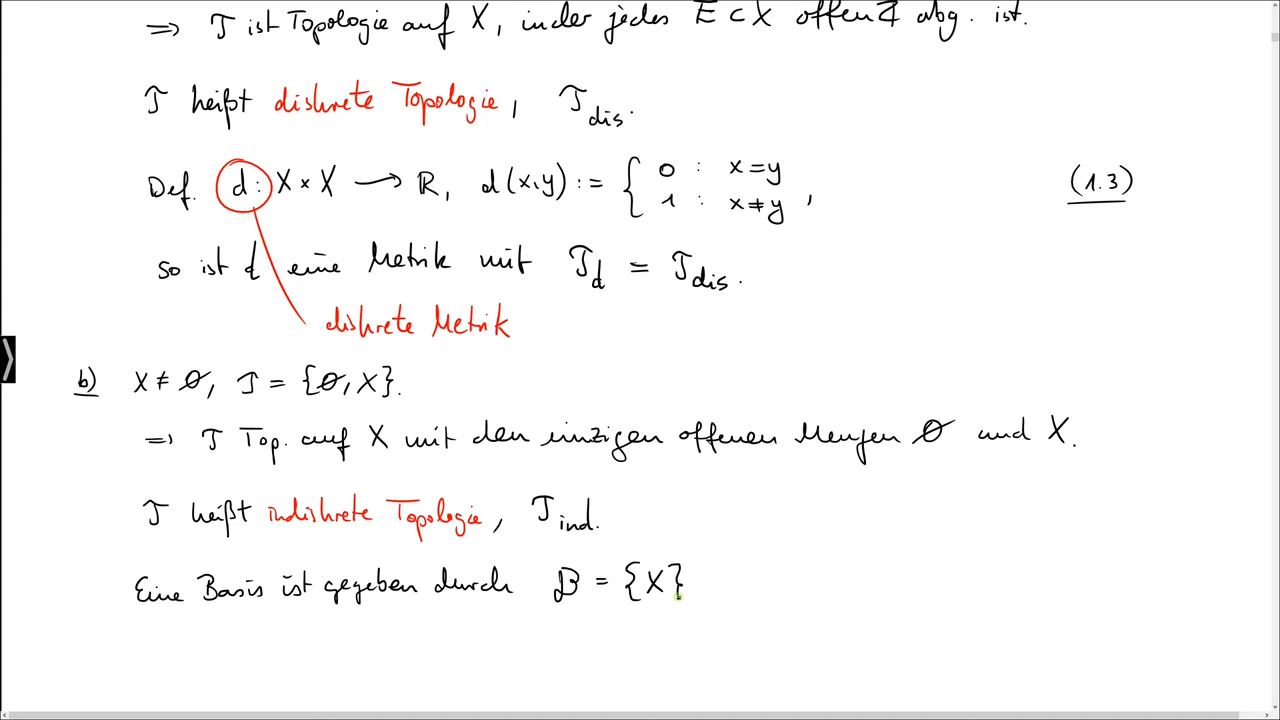 ⇒ 𝒯 ist Topologie auf X, in der jedes E ⊂ X offen & abg. ist.
𝒯 heißt diskrete Topologie, 𝒯_dis.
Def. d: X × X → ℝ, d(x,y) := { 0 : x=y
1 : x≠y , (1.3)
so ist d eine Metrik mit 𝒯_d = 𝒯_dis.
diskrete Metrik
b) X ≠ ∅, 𝒯 = {∅, X}.
⇒ 𝒯 Top. auf X mit den einzigen offenen Mengen ∅ und X.
𝒯 heißt indiskrete Topologie, 𝒯_ind.
Eine Basis ist gegeben durch ℬ = {X}